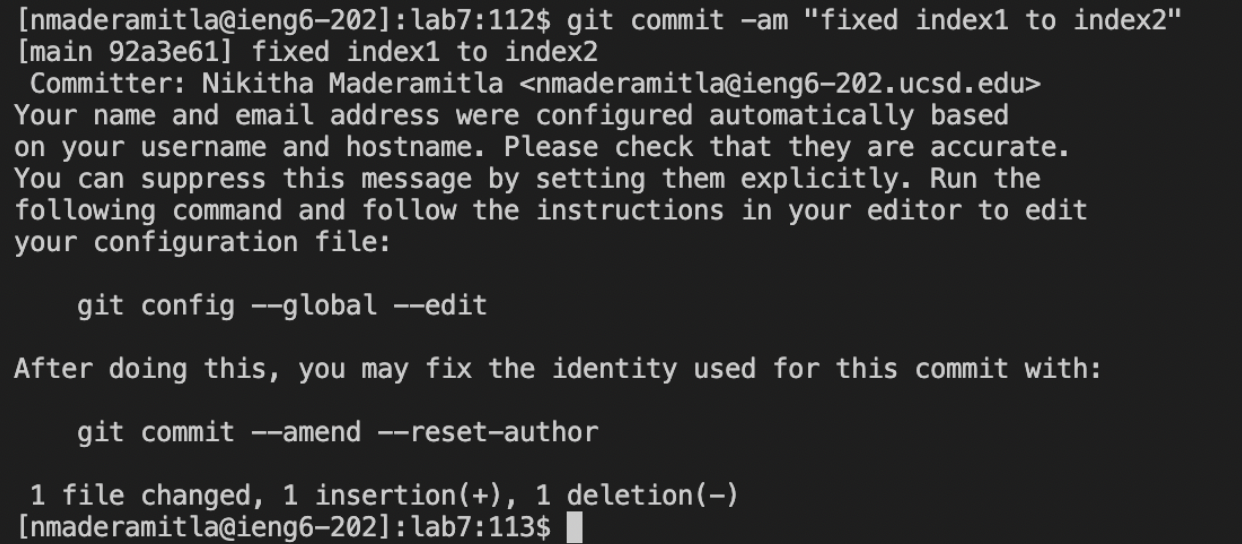 [nmaderamitla@ieng6-202]:lab7:112$ git commit -am "fixed index1 to index2"
[main 92a3e61] fixed index1 to index2
 Committer: Nikitha Maderamitla <nmaderamitla@ieng6-202.ucsd.edu>
Your name and email address were configured automatically based
on your username and hostname. Please check that they are accurate.
You can suppress this message by setting them explicitly. Run the
following command and follow the instructions in your editor to edit
your configuration file:

    git config --global --edit

After doing this, you may fix the identity used for this commit with:

    git commit --amend --reset-author

 1 file changed, 1 insertion(+), 1 deletion(-)
[nmaderamitla@ieng6-202]:lab7:113$